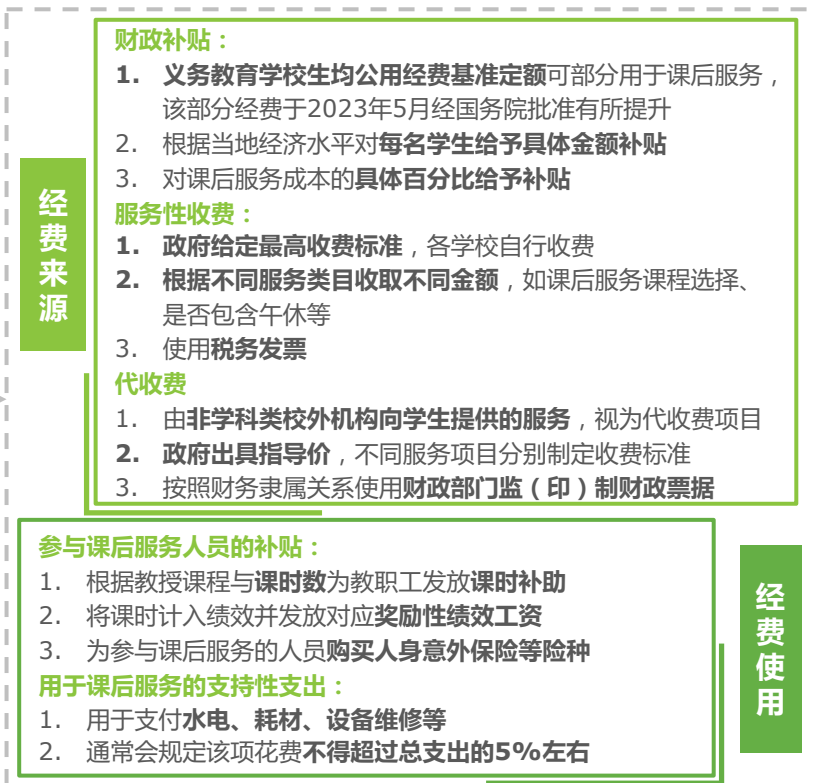 财政补贴：
1. 义务教育学校生均公用经费基准定额可部分用于课后服务，
该部分经费于2023年5月经国务院批准有所提升
2. 根据当地经济水平对每名学生给予具体金额补贴
3. 对课后服务成本的具体百分比给予补贴
服务性收费：
1. 政府给定最高收费标准，各学校自行收费
2. 根据不同服务类目收取不同金额，如课后服务课程选择、
是否包含午休等
3. 使用税务发票
代收费
1. 由非学科类校外机构向学生提供的服务，视为代收费项目
2. 政府出具指导价，不同服务项目分别制定收费标准
3. 按照财务隶属关系使用财政部门监（印）制财政票据
经费来源
参与课后服务人员的补贴：
1. 根据教授课程与课时数为教职工发放课时补助
2. 将课时计入绩效并发放对应奖励性绩效工资
3. 为参与课后服务的人员购买人身意外保险等险种
用于课后服务的支持性支出：
1. 用于支付水电、耗材、设备维修等
2. 通常会规定该项花费不得超过总支出的5%左右
经费使用